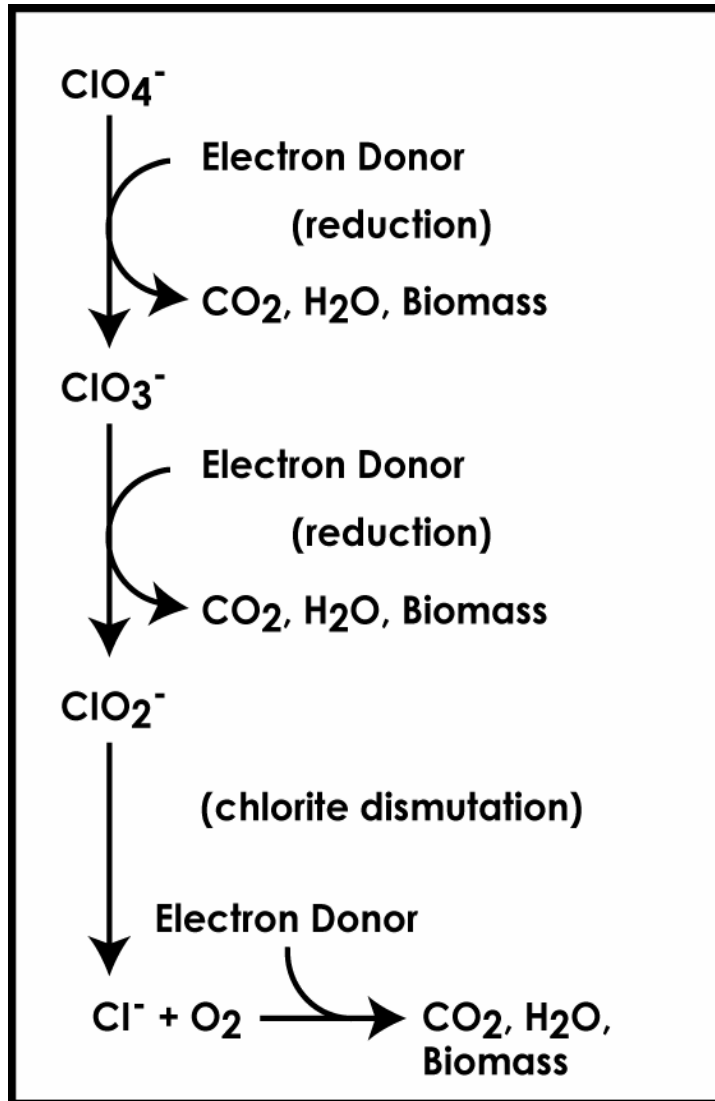 ClO4-
Electron Donor
(reduction)
CO2, H2O, Biomass
ClO3-
Electron Donor
(reduction)
CO2, H2O, Biomass
ClO2-
(chlorite dismutation)
Electron Donor
Cl- + O2
CO2, H2O,
Biomass